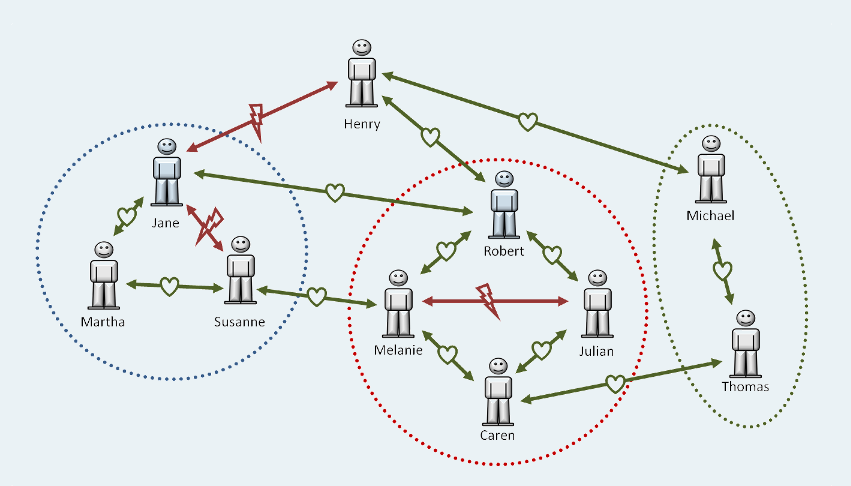 Henry
Michael
Jane
Robert
Martha
Susanne
Melanie
Julian
Thomas
Caren